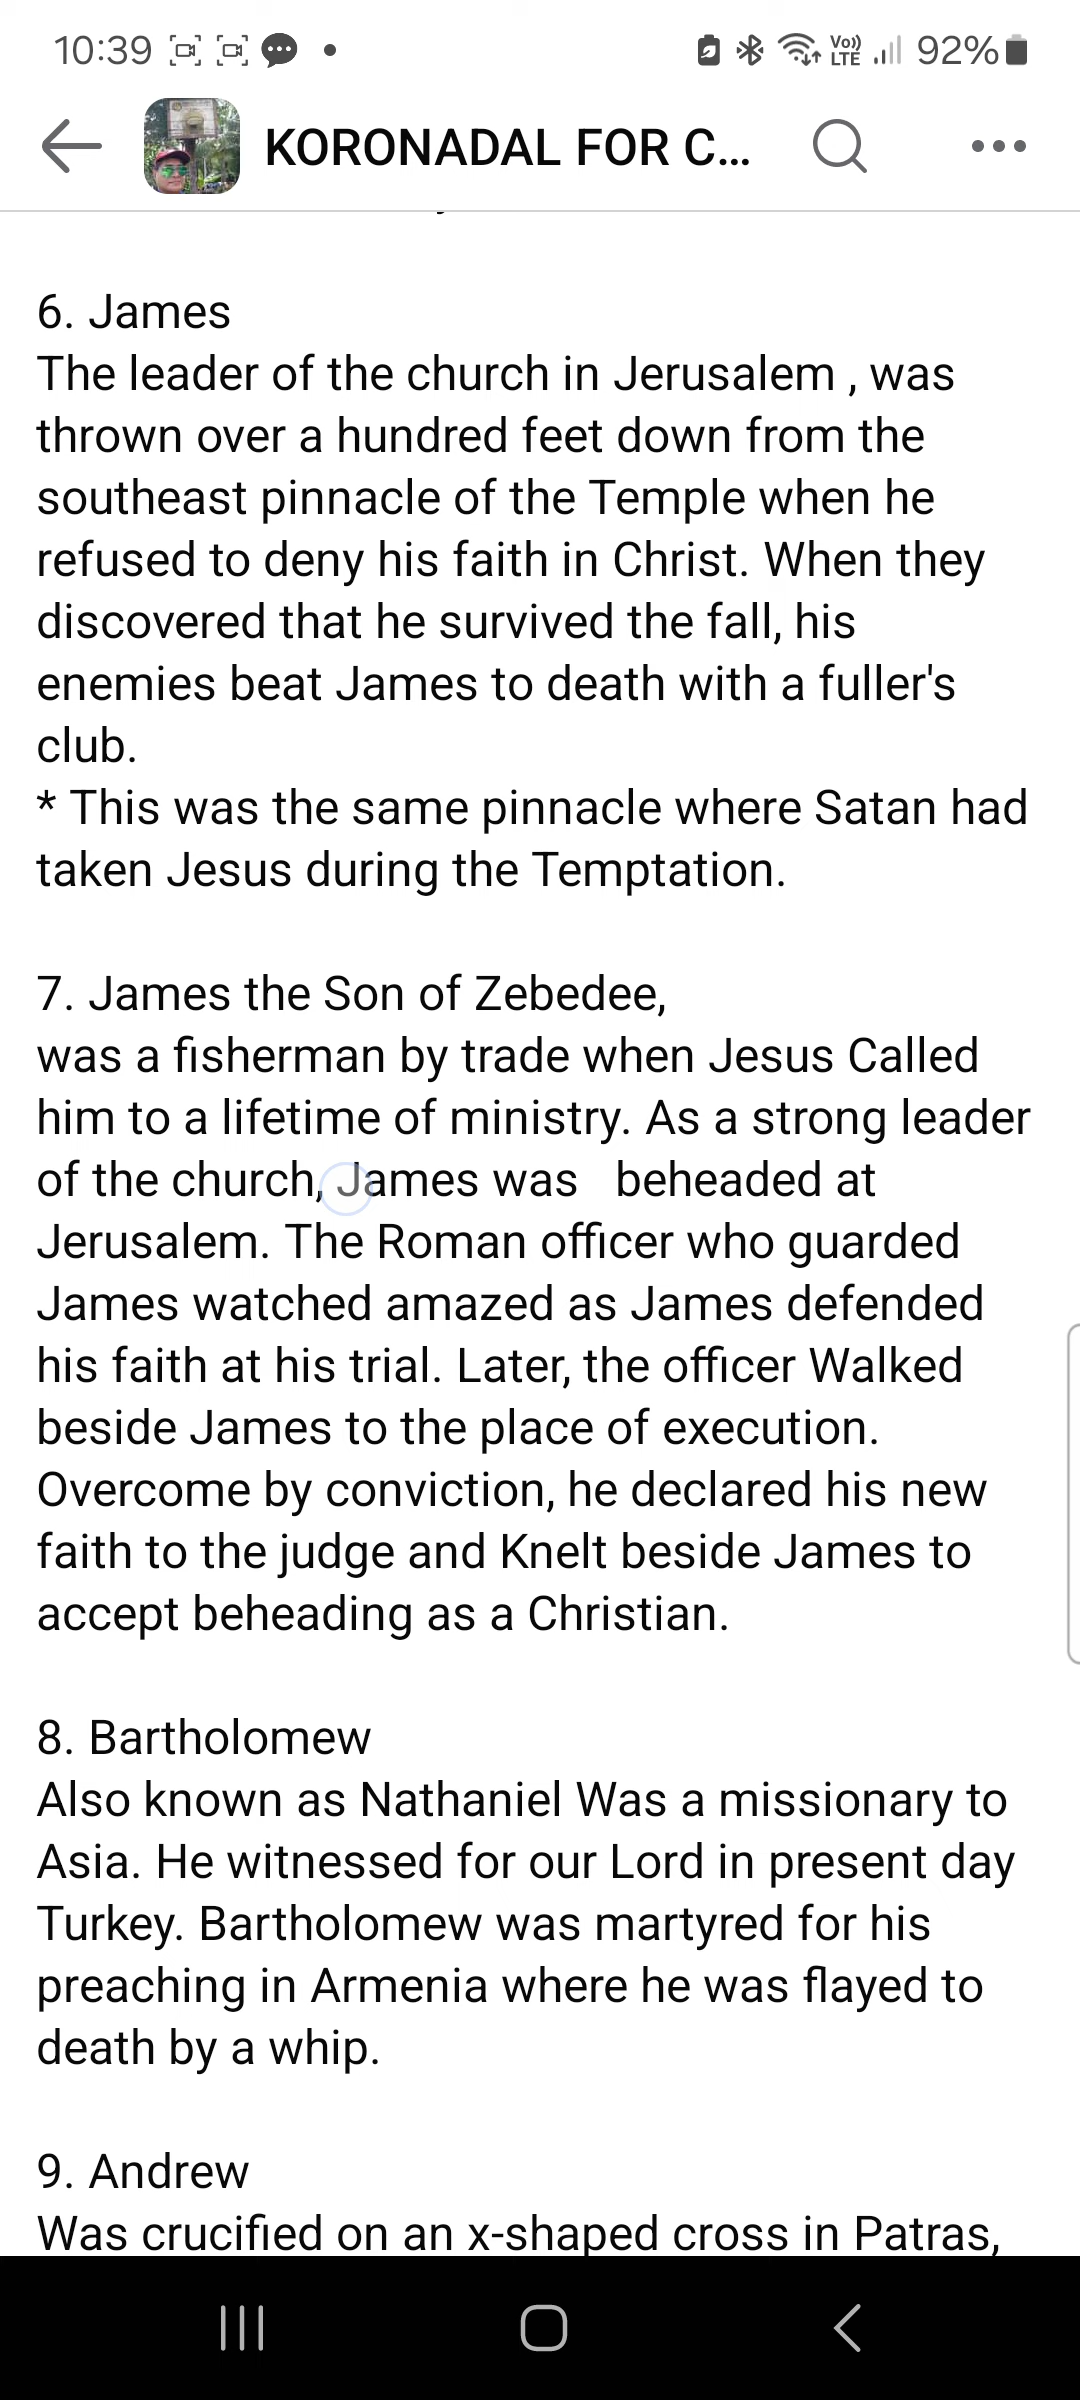 10:39
Vo)) LTE 92%
KORONADAL FOR C...
6. James
The leader of the church in Jerusalem , was
thrown over a hundred feet down from the
southeast pinnacle of the Temple when he
refused to deny his faith in Christ. When they
discovered that he survived the fall, his
enemies beat James to death with a fuller's
club.
* This was the same pinnacle where Satan had
taken Jesus during the Temptation.
7. James the Son of Zebedee,
was a fisherman by trade when Jesus Called
him to a lifetime of ministry. As a strong leader
of the church, James was   beheaded at
Jerusalem. The Roman officer who guarded
James watched amazed as James defended
his faith at his trial. Later, the officer Walked
beside James to the place of execution.
Overcome by conviction, he declared his new
faith to the judge and Knelt beside James to
accept beheading as a Christian.
8. Bartholomew
Also known as Nathaniel Was a missionary to
Asia. He witnessed for our Lord in present day
Turkey. Bartholomew was martyred for his
preaching in Armenia where he was flayed to
death by a whip.
9. Andrew
Was crucified on an x-shaped cross in Patras,